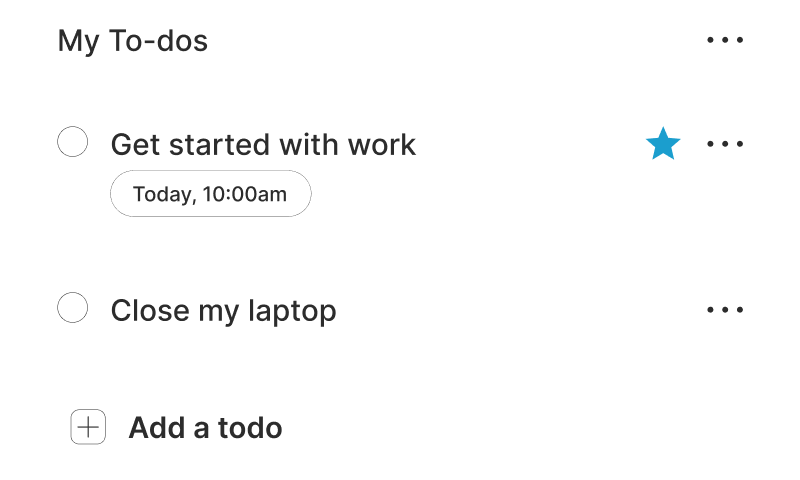 My To-dos
Get started with work
Today, 10:00am
Close my laptop
Add a todo